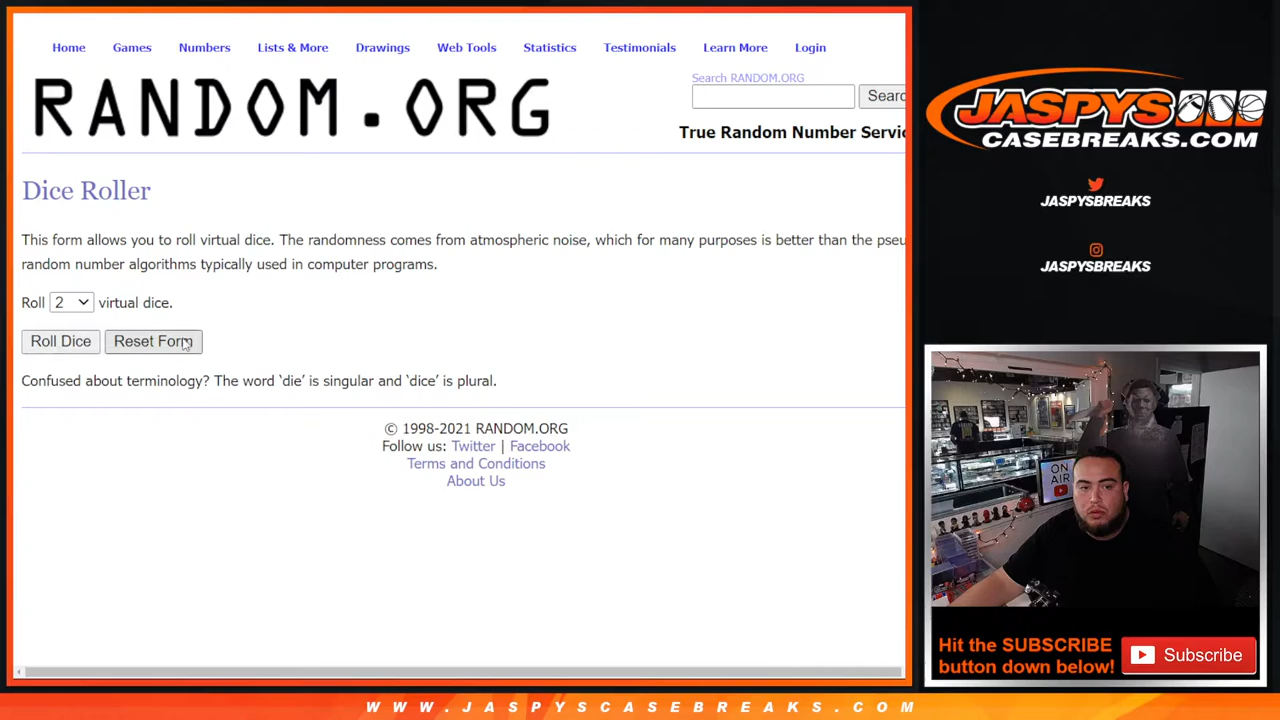 Home Games Numbers Lists & More Drawings Web Tools Statistics Testimonials Learn More Login
RANDOM.ORG
Search RANDOM.ORG
Searc
True Random Number Servic
Dice Roller
This form allows you to roll virtual dice. The randomness comes from atmospheric noise, which for many purposes is better than the pseu
random number algorithms typically used in computer programs.
Roll 2 virtual dice.
Roll Dice Reset Form
Confused about terminology? The word ‘die’ is singular and ‘dice’ is plural.
© 1998-2021 RANDOM.ORG
Follow us: Twitter | Facebook
Terms and Conditions
About Us
JASPYS
CASEBREAKS.COM
JASPYSBREAKS
JASPYSBREAKS
ON
AIR
Hit the SUBSCRIBE
button down below!
Subscribe
WWW.JASPYSCASEBREAKS.COM